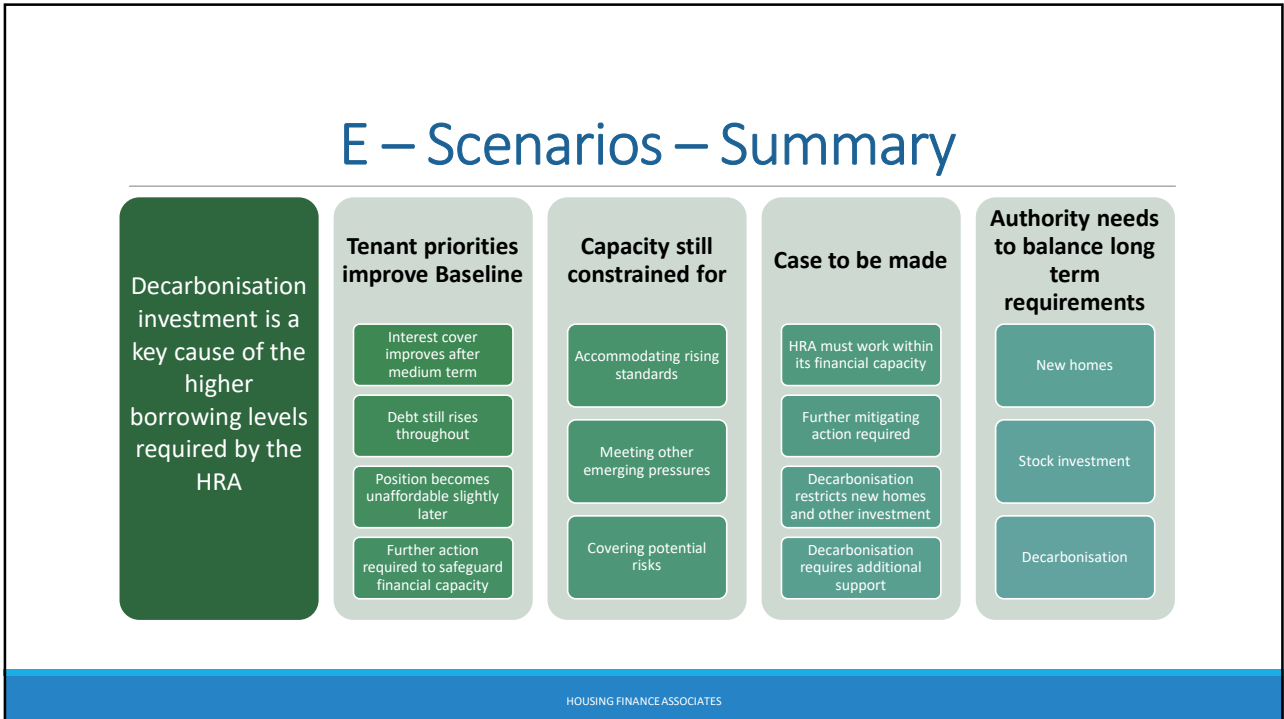 E – Scenarios – Summary
Decarbonisation
investment is a
key cause of the
higher
borrowing levels
required by the
HRA
Tenant priorities
improve Baseline
Interest cover
improves after
medium term
Debt still rises
throughout
Position becomes
unaffordable slightly
later
Further action
required to safeguard
financial capacity
Capacity still
constrained for
Accommodating rising
standards
Meeting other
emerging pressures
Covering potential
risks
Case to be made
HRA must work within
its financial capacity
Further mitigating
action required
Decarbonisation
restricts new homes
and other investment
Decarbonisation
requires additional
support
Authority needs
to balance long
term
requirements
New homes
Stock investment
Decarbonisation
HOUSING FINANCE ASSOCIATES